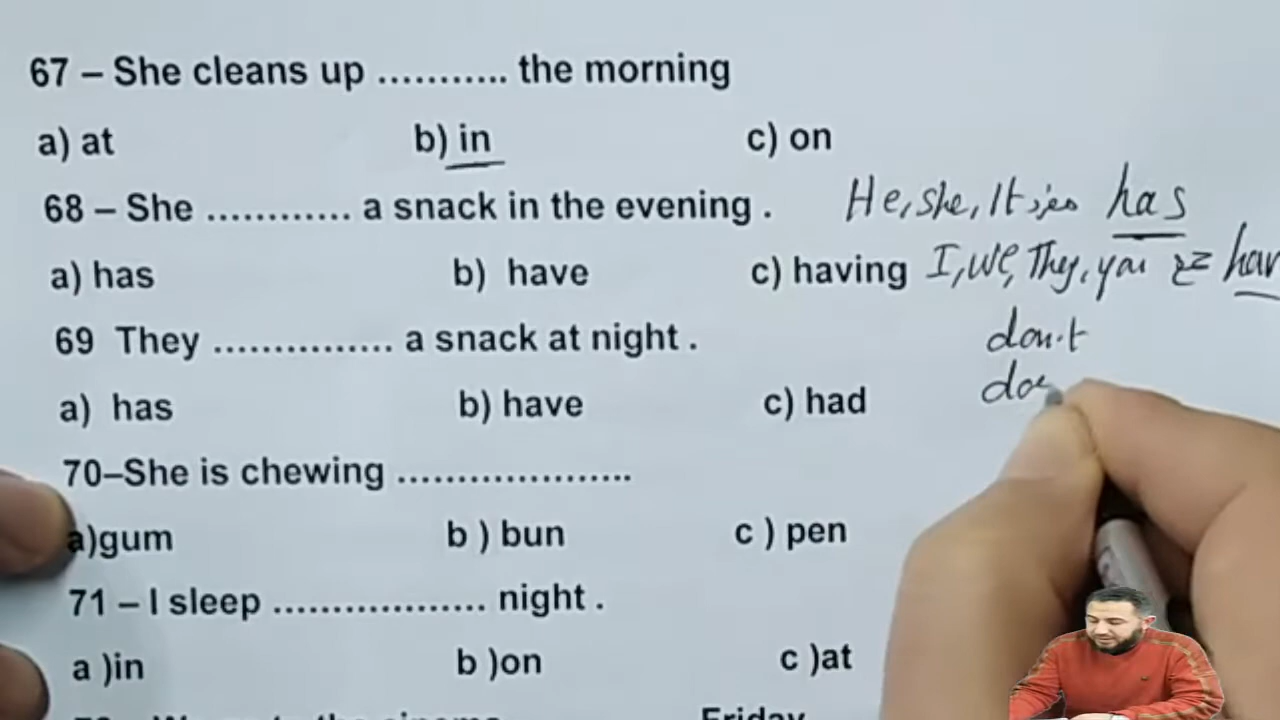 67 – She cleans up ........... the morning
a) at b) in c) on
68 – She ............ a snack in the evening . He, she, It has
a) has b) have c) having I, We, They, you
69 They ............... a snack at night . don't
a) has b) have c) had
70–She is chewing ....................
a)gum b ) bun c ) pen
71 – I sleep .................. night .
a )in b )on c )at
Friday